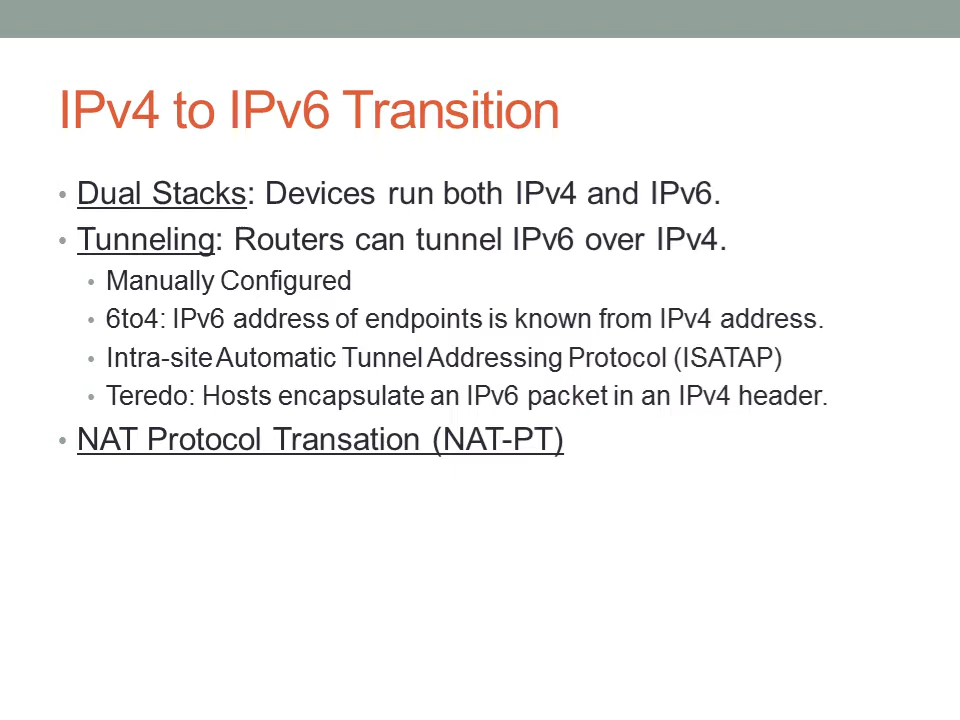 IPv4 to IPv6 Transition
• Dual Stacks: Devices run both IPv4 and IPv6.
• Tunneling: Routers can tunnel IPv6 over IPv4.
• Manually Configured
• 6to4: IPv6 address of endpoints is known from IPv4 address.
• Intra-site Automatic Tunnel Addressing Protocol (ISATAP)
• Teredo: Hosts encapsulate an IPv6 packet in an IPv4 header.
• NAT Protocol Transation (NAT-PT)